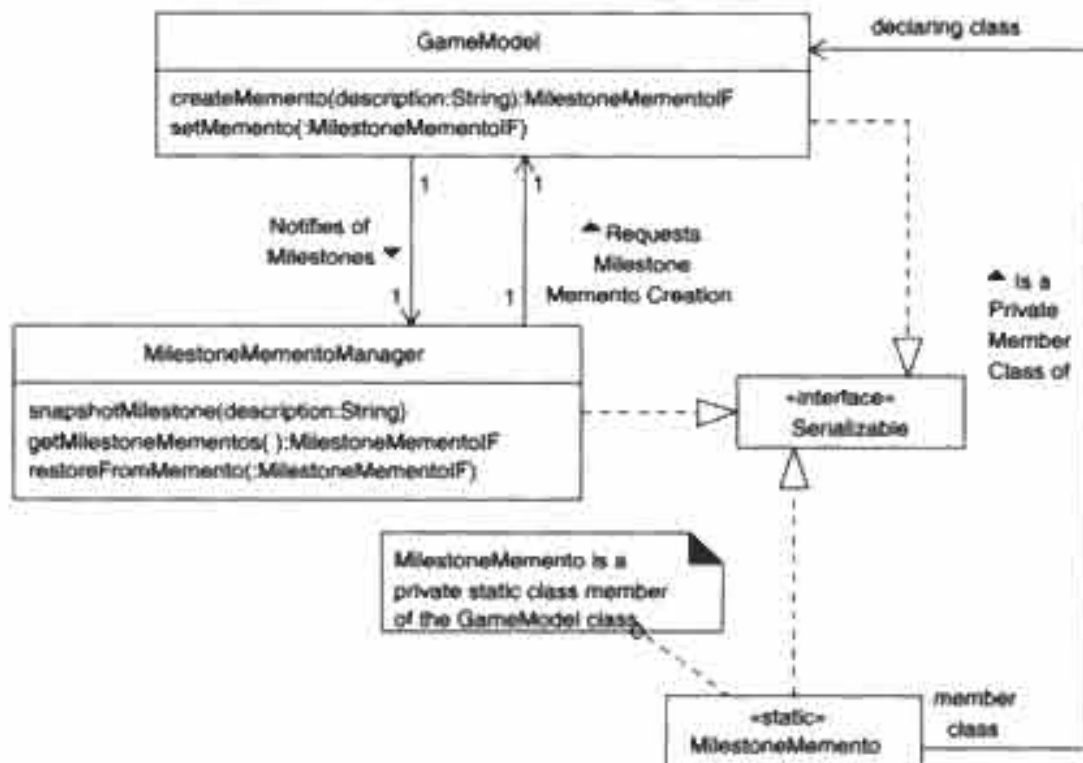 GameModel
createMemento(description:String):MilestoneMementoIF
setMemento(:MilestoneMementoIF)
declaring class
1
1
Notifies of
Milestones
Requests
Milestone
Memento Creation
1
1
Is a
Private
Member
Class of
MilestoneMementoManager
snapshotMilestone(description:String)
getMilestoneMementos( ):MilestoneMementoIF
restoreFromMemento(:MilestoneMementoIF)
«interface»
Serializable
MilestoneMemento is a
private static class member
of the GameModel class
«static»
MilestoneMemento
member
class